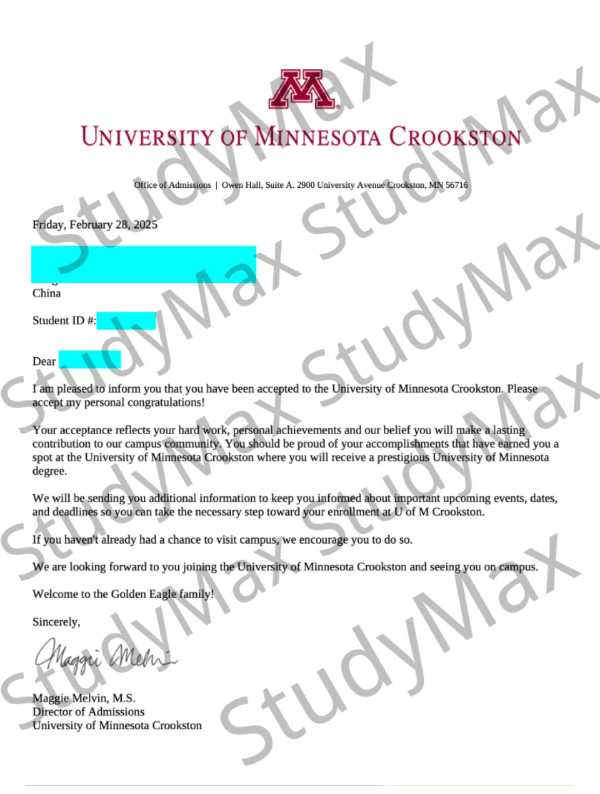 M
UNIVERSITY OF MINNESOTA CROOKSTON
Office of Admissions | Owen Hall, Suite A. 2900 University Avenue Crookston, MN 56716
Friday, February 28, 2025
China
Student ID #:
Dear
I am pleased to inform you that you have been accepted to the University of Minnesota Crookston. Please
accept my personal congratulations!
Your acceptance reflects your hard work, personal achievements and our belief you will make a lasting
contribution to our campus community. You should be proud of your accomplishments that have earned you a
spot at the University of Minnesota Crookston where you will receive a prestigious University of Minnesota
degree.
We will be sending you additional information to keep you informed about important upcoming events, dates,
and deadlines so you can take the necessary step toward your enrollment at U of M Crookston.
If you haven't already had a chance to visit campus, we encourage you to do so.
We are looking forward to you joining the University of Minnesota Crookston and seeing you on campus.
Welcome to the Golden Eagle family!
Sincerely,
Maggie Melvin
Maggie Melvin, M.S.
Director of Admissions
University of Minnesota Crookston
StudyMax
StudyMax
StudyMax
StudyMax
StudyMax
StudyMax
StudyMax
StudyMax